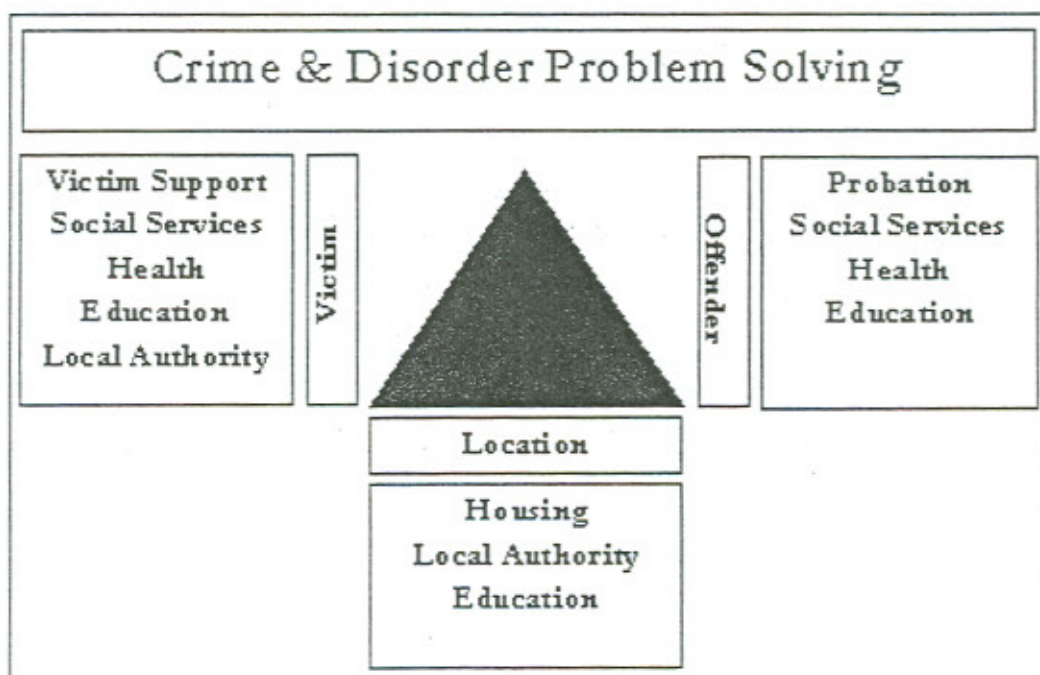 Crime & Disorder Problem Solving
Victim Support
Social Services
Health
Education
Local Authority
Victim
Offender
Probation
Social Services
Health
Education
Location
Housing
Local Authority
Education